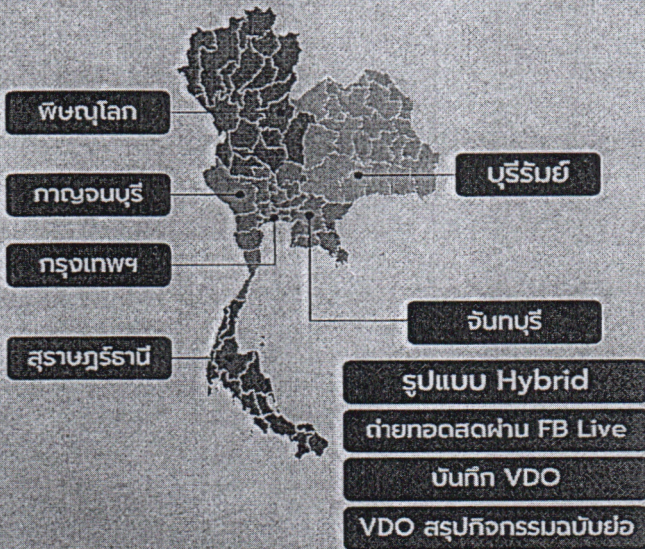 พิษณุโลก
กาญจนบุรี
กรุงเทพฯ
สุราษฎร์ธานี
บุรีรัมย์
จันทบุรี
รูปแบบ Hybrid
ถ่ายทอดสดผ่าน FB Live
บันทึก VDO
VDO สรุปกิจกรรมฉบับย่อ